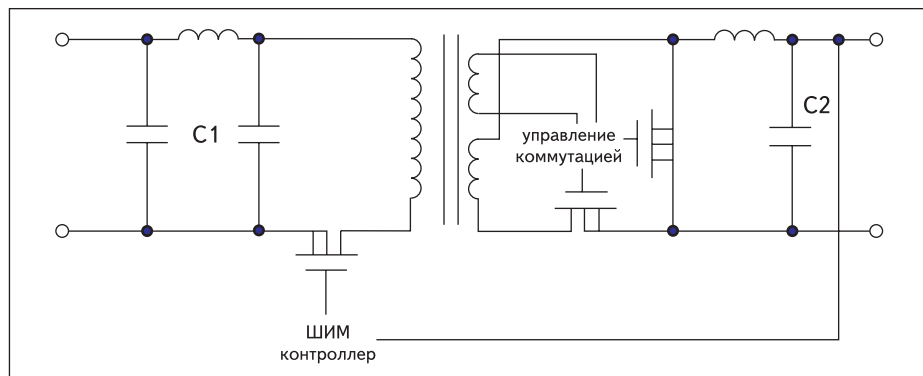 C1
C2
управление
коммутацией
ШИМ
контроллер